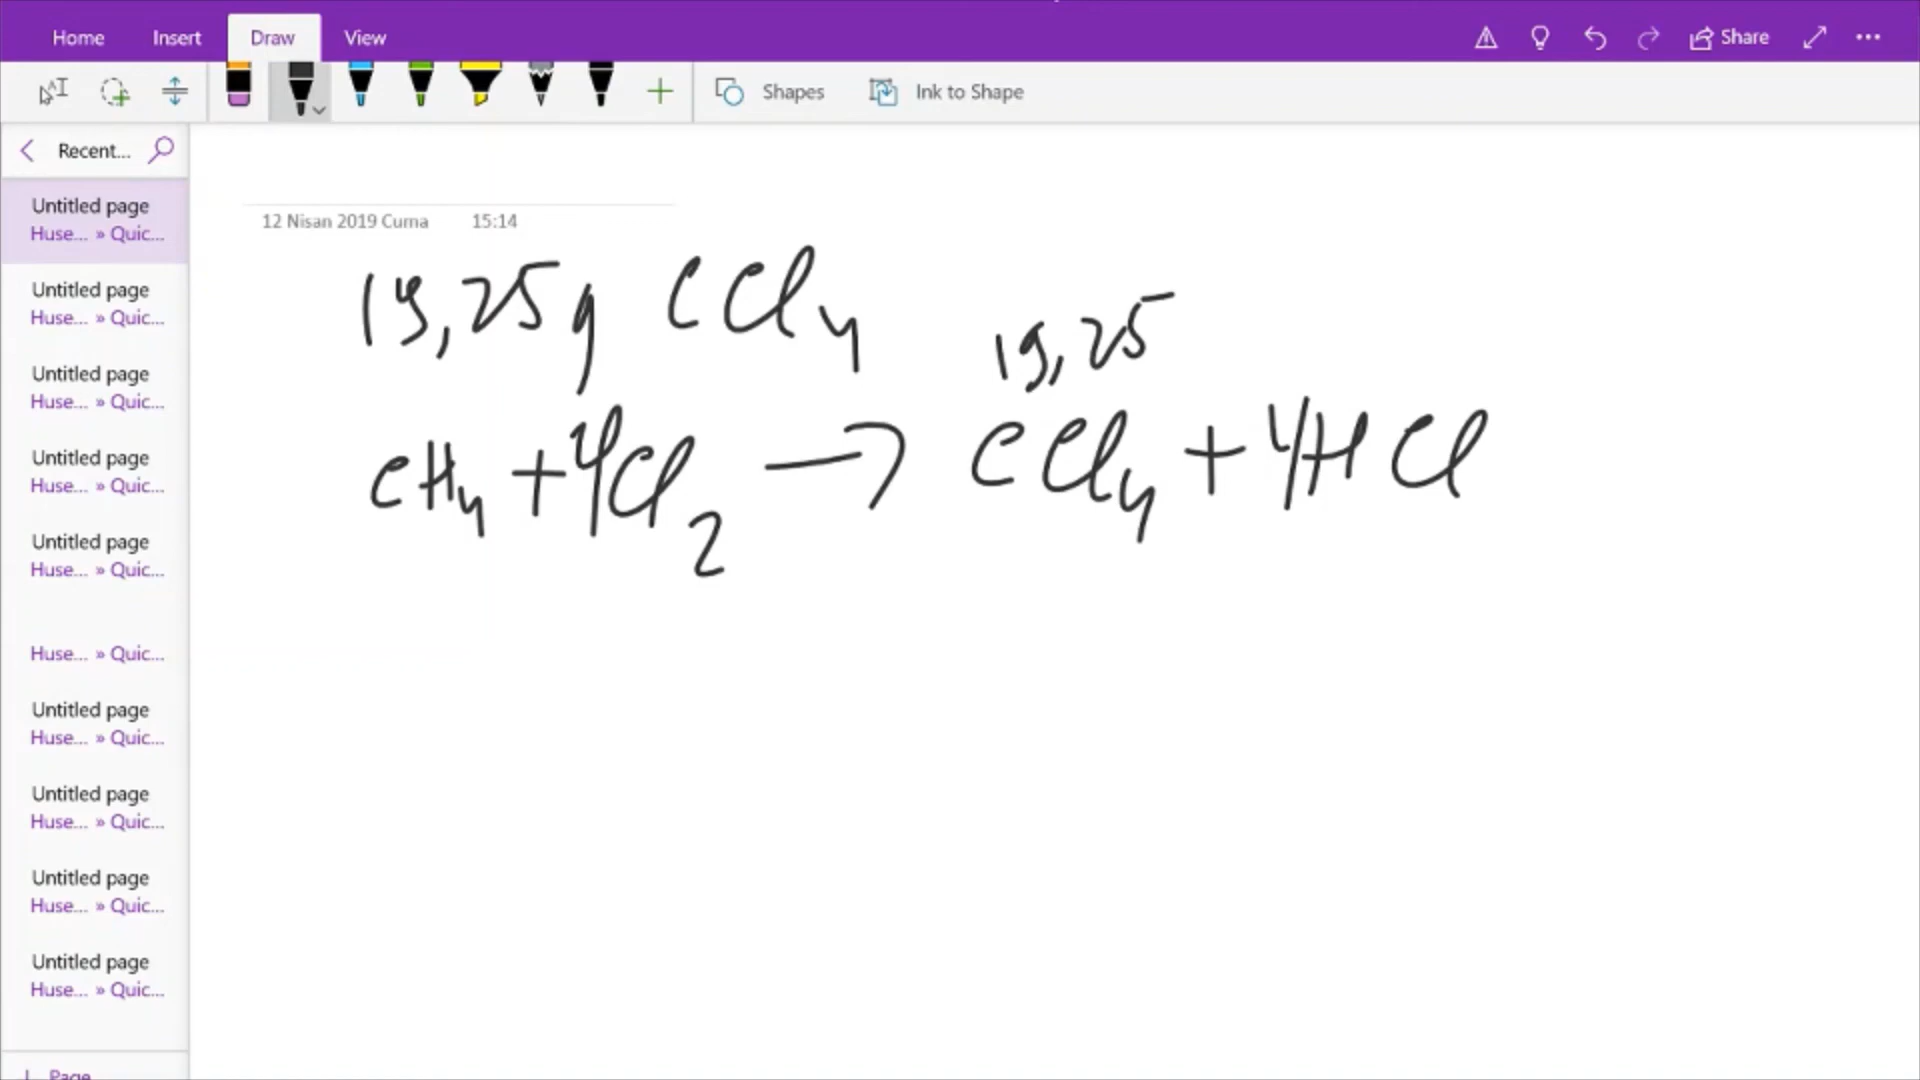 Home Insert Draw View Share
Shapes Ink to Shape
Recent...
Untitled page
Huse... » Quic...
Untitled page
Huse... » Quic...
Untitled page
Huse... » Quic...
Untitled page
Huse... » Quic...
Untitled page
Huse... » Quic...
Huse... » Quic...
Untitled page
Huse... » Quic...
Untitled page
Huse... » Quic...
Untitled page
Huse... » Quic...
Untitled page
Huse... » Quic...
Page
12 Nisan 2019 Cuma 15:14
19,25g CCl4
19,25
CH4 + 4Cl2 → CCl4 + 4HCl